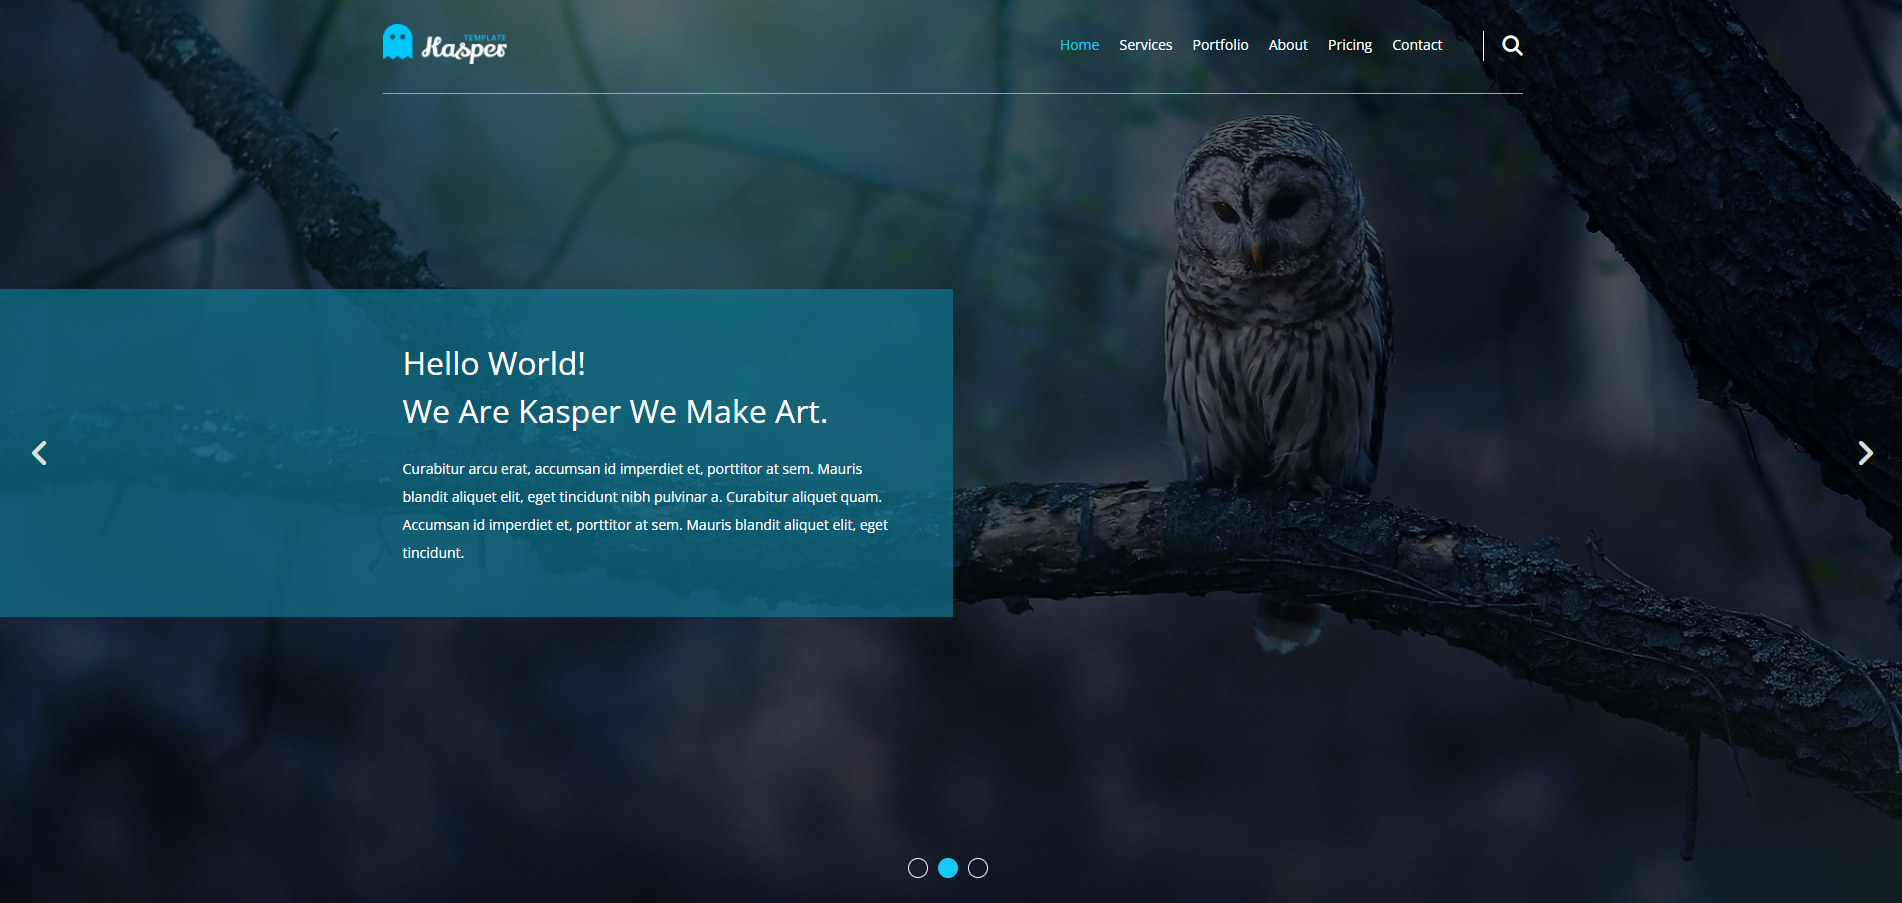 TEMPLATE
Kasper
Home Services Portfolio About Pricing Contact
Hello World!
We Are Kasper We Make Art.
Curabitur arcu erat, accumsan id imperdiet et, porttitor at sem. Mauris
blandit aliquet elit, eget tincidunt nibh pulvinar a. Curabitur aliquet quam.
Accumsan id imperdiet et, porttitor at sem. Mauris blandit aliquet elit, eget
tincidunt.